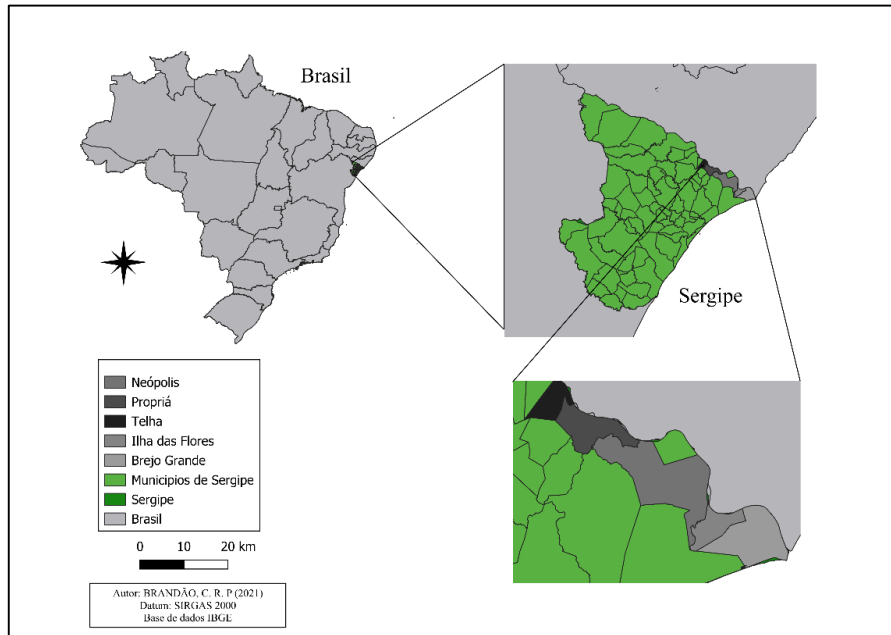 Brasil
Sergipe
Neópolis
Propriá
Telha
Ilha das Flores
Brejo Grande
Municipios de Sergipe
Sergipe
Brasil
0 10 20 km
Autor: BRANDÃO, C. R. P (2021)
Datum: SIRGAS 2000
Base de dados IBGE